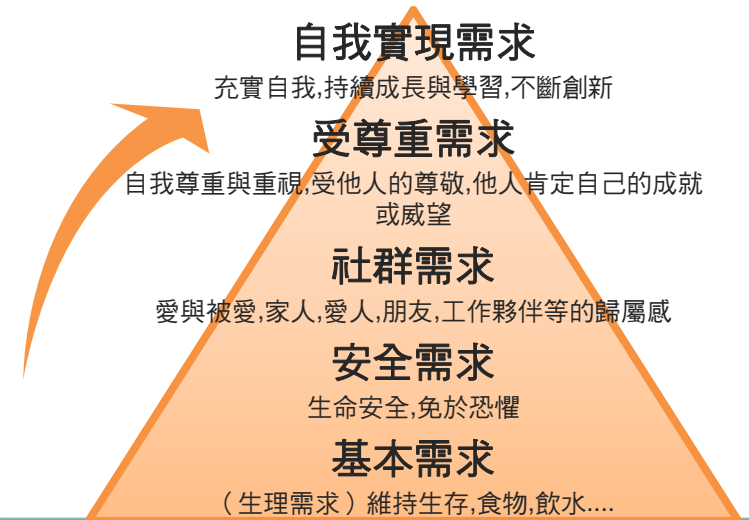 自我實現需求
充實自我,持續成長與學習,不斷創新
受尊重需求
自我尊重與重視,受他人的尊敬,他人肯定自己的成就
或威望
社群需求
愛與被愛,家人,愛人,朋友,工作夥伴等的歸屬感
安全需求
生命安全,免於恐懼
基本需求
（生理需求）維持生存,食物,飲水....